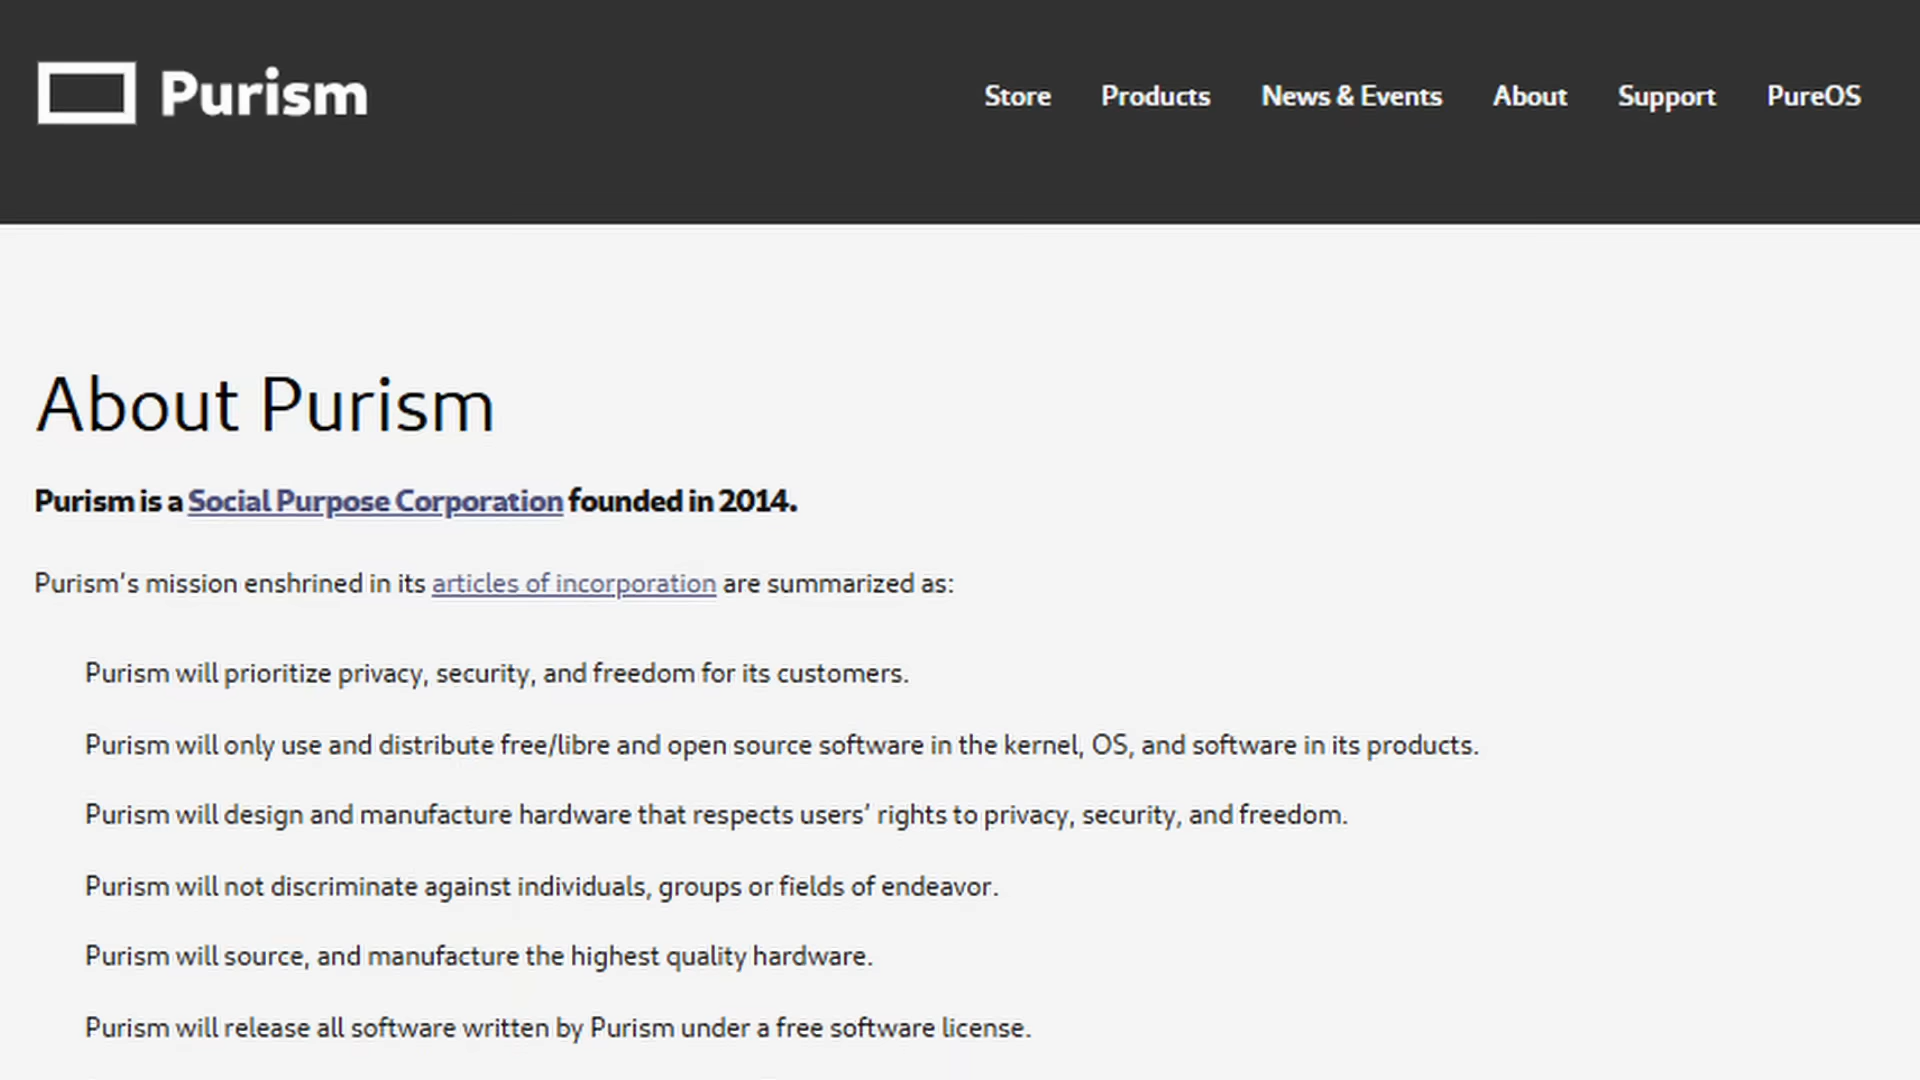 Purism
Store Products News & Events About Support PureOS
About Purism
Purism is a Social Purpose Corporation founded in 2014.
Purism’s mission enshrined in its articles of incorporation are summarized as:
Purism will prioritize privacy, security, and freedom for its customers.
Purism will only use and distribute free/libre and open source software in the kernel, OS, and software in its products.
Purism will design and manufacture hardware that respects users’ rights to privacy, security, and freedom.
Purism will not discriminate against individuals, groups or fields of endeavor.
Purism will source, and manufacture the highest quality hardware.
Purism will release all software written by Purism under a free software license.